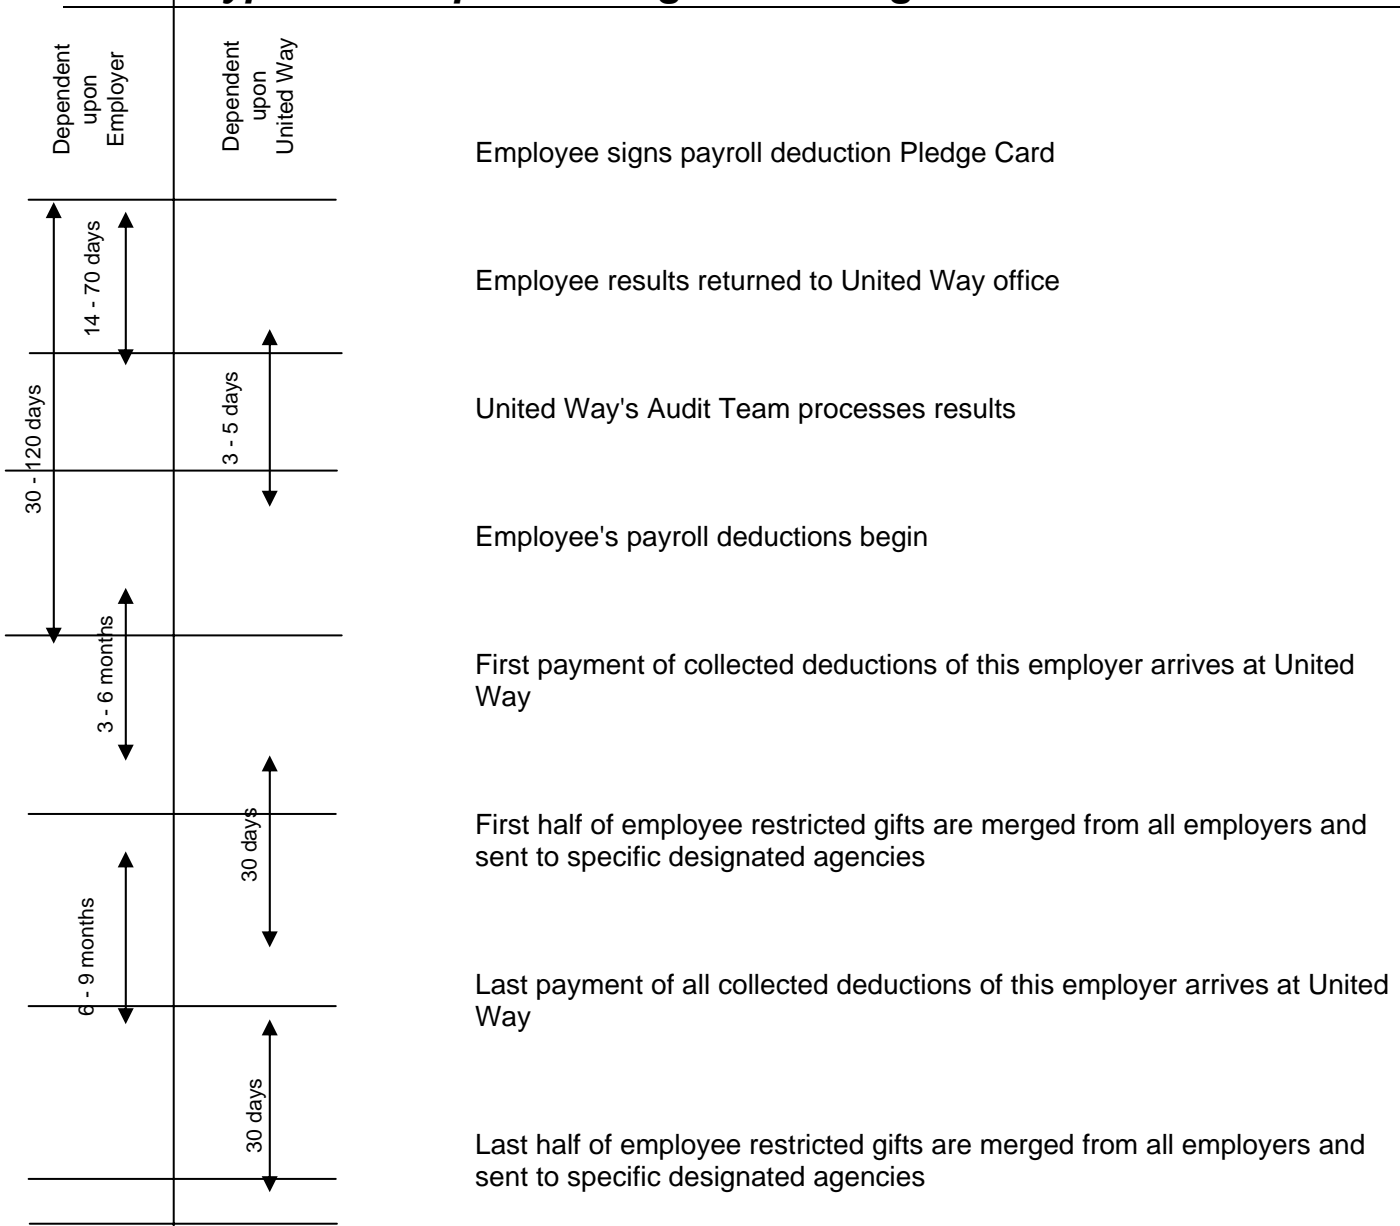 Dependent
upon
Employer
Dependent
upon
United Way
Employee signs payroll deduction Pledge Card
14 - 70 days
Employee results returned to United Way office
30 - 120 days
3 - 5 days
United Way's Audit Team processes results
Employee's payroll deductions begin
3 - 6 months
First payment of collected deductions of this employer arrives at United
Way
30 days
First half of employee restricted gifts are merged from all employers and
sent to specific designated agencies
6 - 9 months
Last payment of all collected deductions of this employer arrives at United
Way
30 days
Last half of employee restricted gifts are merged from all employers and
sent to specific designated agencies